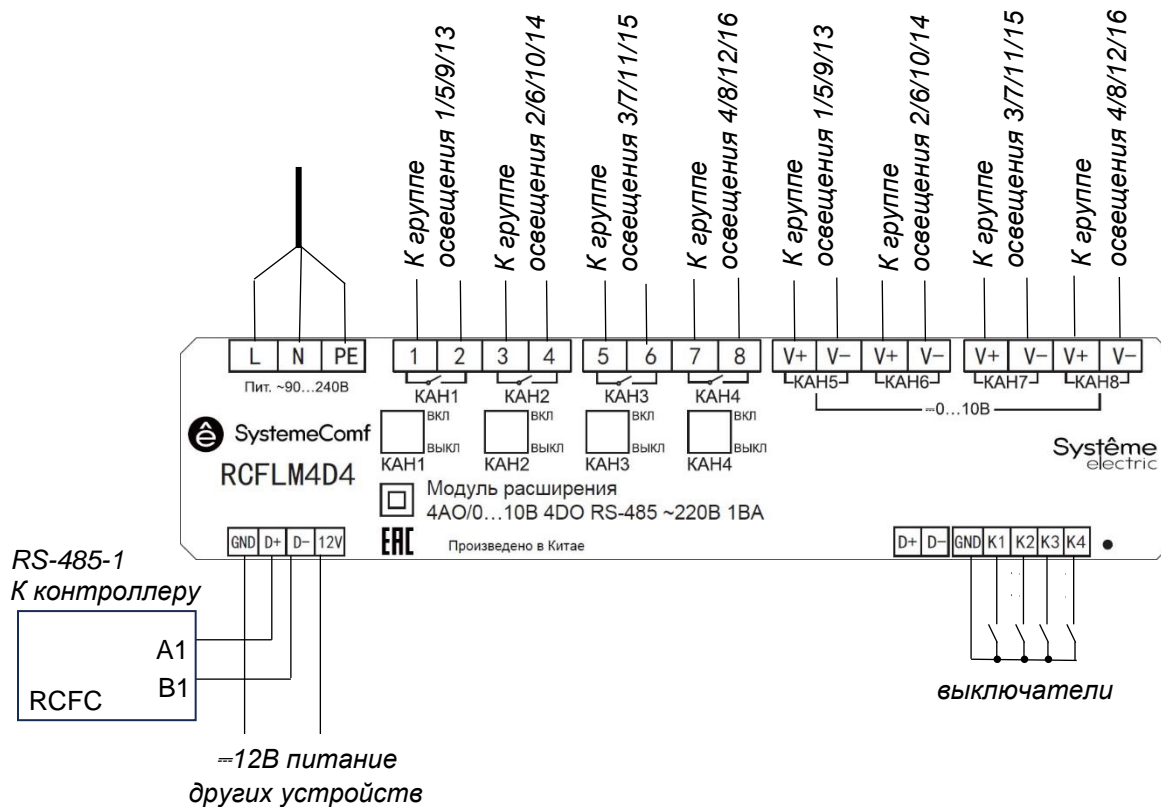 К группе
освещения 1/5/9/13
К группе
освещения 2/6/10/14
К группе
освещения 3/7/11/15
К группе
освещения 4/8/12/16
К группе
освещения 1/5/9/13
К группе
освещения 2/6/10/14
К группе
освещения 3/7/11/15
К группе
освещения 4/8/12/16
L N PE 1 2 3 4 5 6 7 8 V+ V− V+ V− V+ V− V+ V−
Пит. ~90...240В
КАН1 КАН2 КАН3 КАН4 КАН5 КАН6 КАН7 КАН8
⎓0...10В
ВКЛ ВКЛ ВКЛ ВКЛ
ВЫКЛ ВЫКЛ ВЫКЛ ВЫКЛ
КАН1 КАН2 КАН3 КАН4
ê SystemeComf
Système
electric
RCFLM4D4
Модуль расширения
4AO/0...10В 4DO RS-485 ~220В 1ВА
EAC Произведено в Китае
GND D+ D− 12V
D+ D− GND K1 K2 K3 K4
RS-485-1
К контроллеру
A1
B1
RCFC
выключатели
⎓12В питание
других устройств